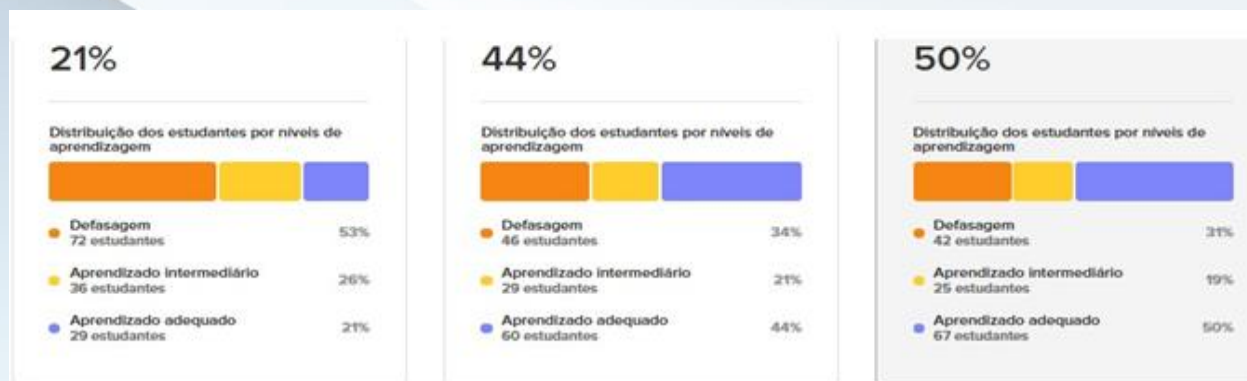 21%
Distribuição dos estudantes por níveis de
aprendizagem
Defasagem 53%
72 estudantes
Aprendizado intermediário 26%
36 estudantes
Aprendizado adequado 21%
29 estudantes
44%
Distribuição dos estudantes por níveis de
aprendizagem
Defasagem 34%
46 estudantes
Aprendizado intermediário 21%
29 estudantes
Aprendizado adequado 44%
60 estudantes
50%
Distribuição dos estudantes por níveis de
aprendizagem
Defasagem 31%
42 estudantes
Aprendizado intermediário 19%
25 estudantes
Aprendizado adequado 50%
67 estudantes